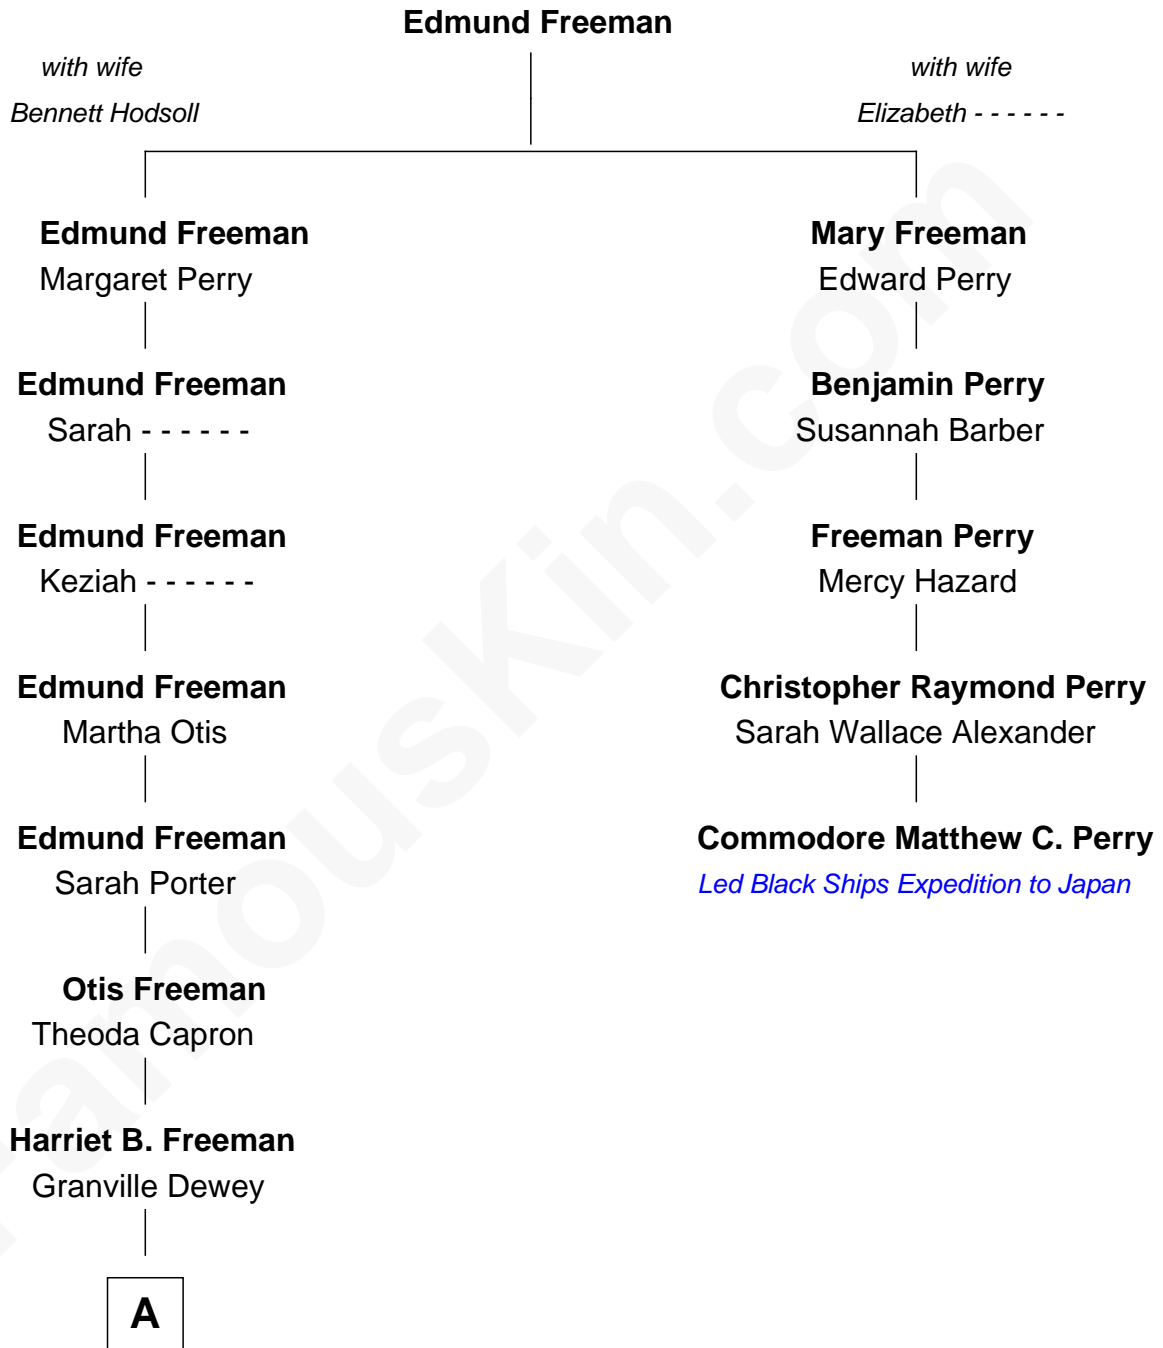 Edmund Freeman
with wife
Bennett Hodsoll
with wife
Elizabeth - - - - - -
Edmund Freeman
Margaret Perry
Mary Freeman
Edward Perry
Edmund Freeman
Sarah - - - - - -
Benjamin Perry
Susannah Barber
Edmund Freeman
Keziah - - - - - -
Freeman Perry
Mercy Hazard
Edmund Freeman
Martha Otis
Christopher Raymond Perry
Sarah Wallace Alexander
Edmund Freeman
Sarah Porter
Commodore Matthew C. Perry
Led Black Ships Expedition to Japan
Otis Freeman
Theoda Capron
Harriet B. Freeman
Granville Dewey
A
FamousKin.com